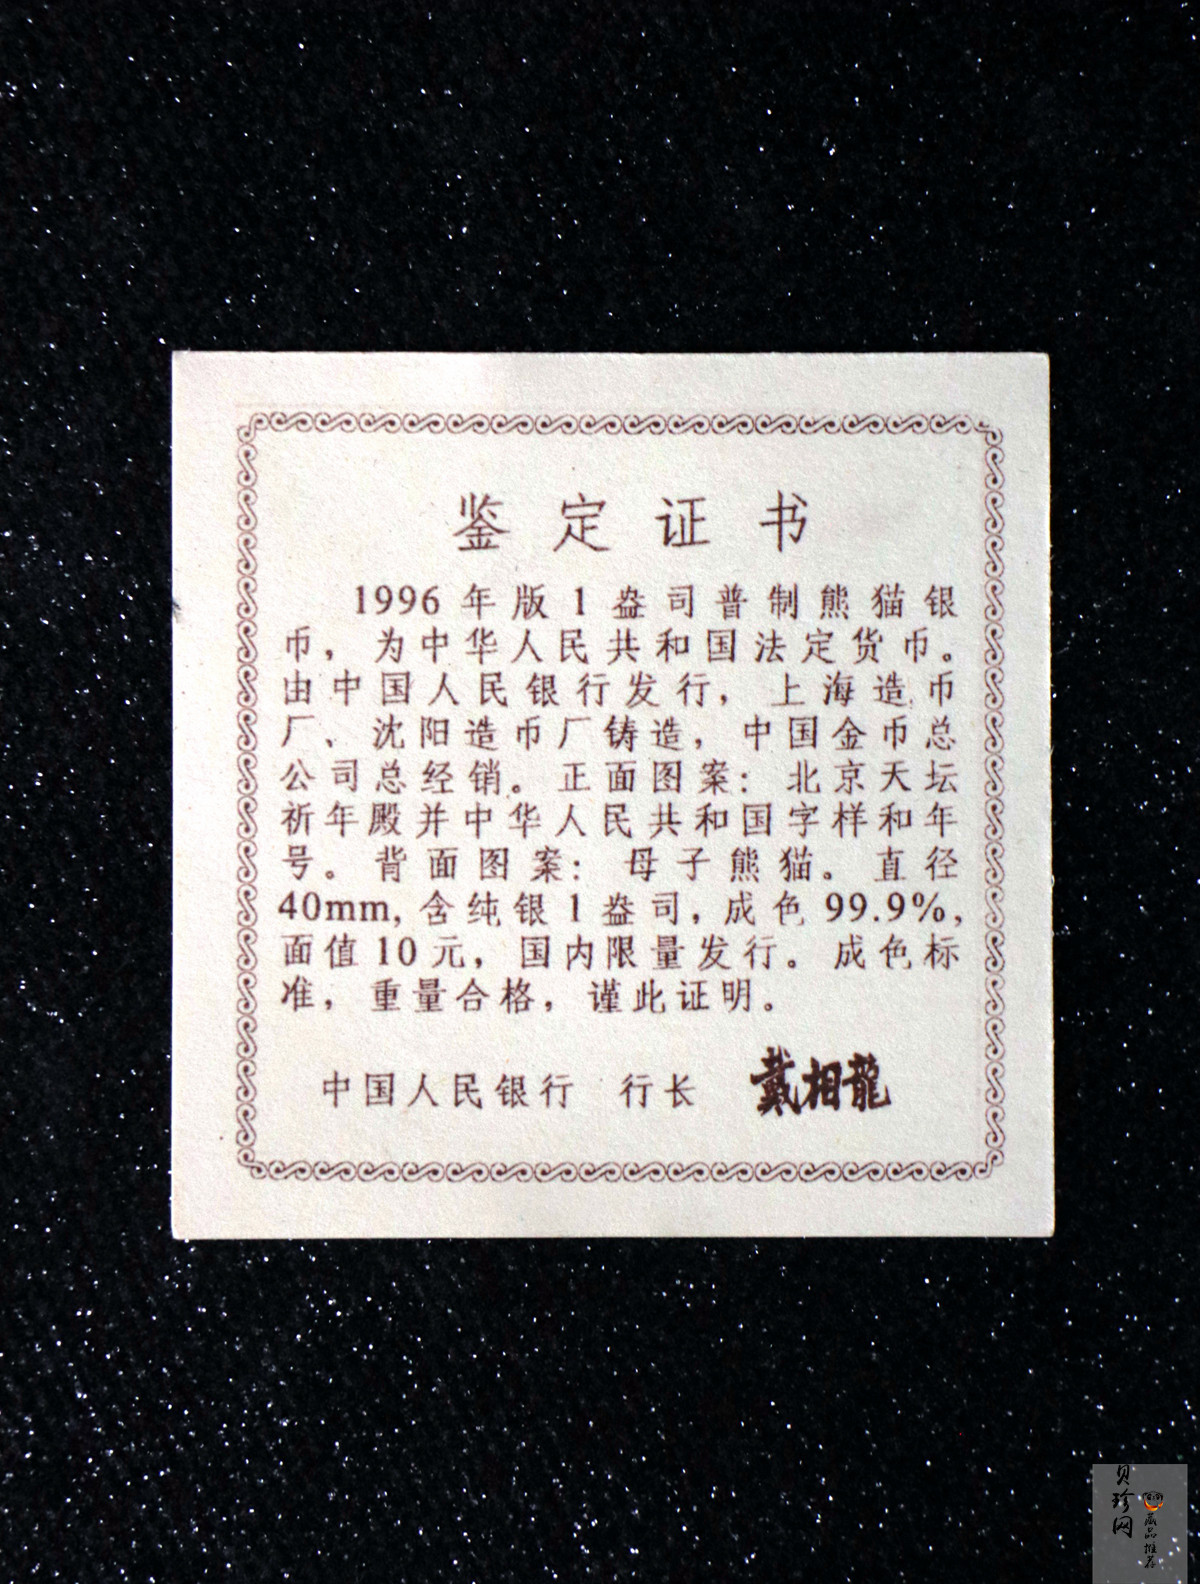 鉴定证书
1996年版1盎司普制熊猫银
币，为中华人民共和国法定货币。
由中国人民银行发行，上海造币
厂、沈阳造币厂铸造，中国金币总
公司总经销。正面图案：北京天坛
祈年殿并中华人民共和国字样和年
号。背面图案：母子熊猫。直径
40mm,含纯银1盎司,成色99.9%,
面值10元，国内限量发行。成色标
准，重量合格，谨此证明。
中国人民银行 行长 戴相龍
贝珍网
藏品推荐